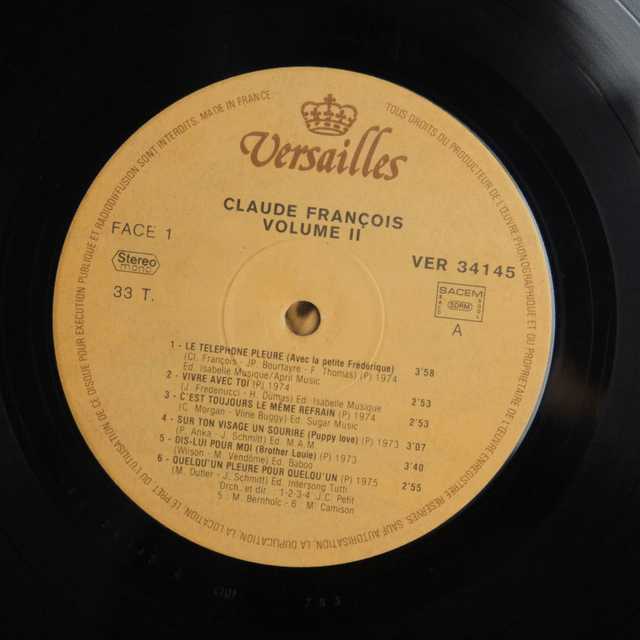 Versailles
CLAUDE FRANÇOIS
VOLUME II
FACE 1
Stereo
mono
33 T.
VER 34145
SACEM
SDRM
A
1 - LE TELEPHONE PLEURE (Avec la petite Frédérique) 3'58
(Cl. François - JP. Bourtayre - F. Thomas) (P) 1974
Ed. Isabelle Musique/April Music
2 - VIVRE AVEC TOI (P) 1974 2'53
(J. Fredenucci - H. Dumas) Ed. Isabelle Musique
3 - C'EST TOUJOURS LE MÊME REFRAIN (P) 1974 2'53
(C. Morgan - Vline Buggy) Ed. Sugar Music
4 - SUR TON VISAGE UN SOURIRE (Puppy love) (P) 1973 3'07
(P. Anka - J. Schmitt) Ed. M.A.M
5 - DIS-LUI POUR MOI (Brother Louie) (P) 1973 3'40
(Wilson - M. Vendôme) Ed. Baboo
6 - QUELQU'UN PLEURE POUR QUELQU'UN (P) 1975 2'55
(M. Dutler - J. Schmitt) Ed. Intersong Tutti
Orch. et dir : 1-2-3-4 : J.C. Petit
5 : M. Bernholc - 6 : M. Camison
TOUS DROITS DU PRODUCTEUR DE L'ŒUVRE PHONOGRAPHIQUE ET DU PROPRIÉTAIRE DE L'ŒUVRE ENREGISTRÉE RESERVES. SAUF AUTORISATION, LA DUPLICATION, LA LOCATION, LE PRÊT OU L'UTILISATION DE CE DISQUE POUR EXECUTION PUBLIQUE ET RADIODIFFUSION SONT INTERDITS. MADE IN FRANCE